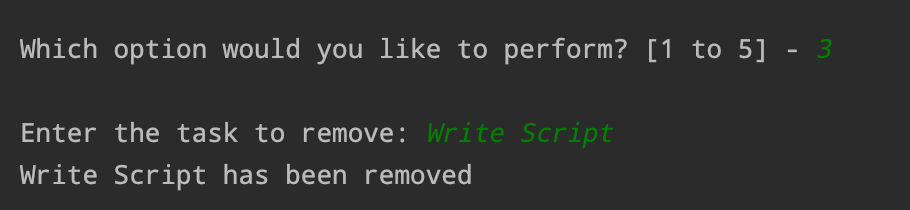 Which option would you like to perform? [1 to 5] - 3
Enter the task to remove: Write Script
Write Script has been removed